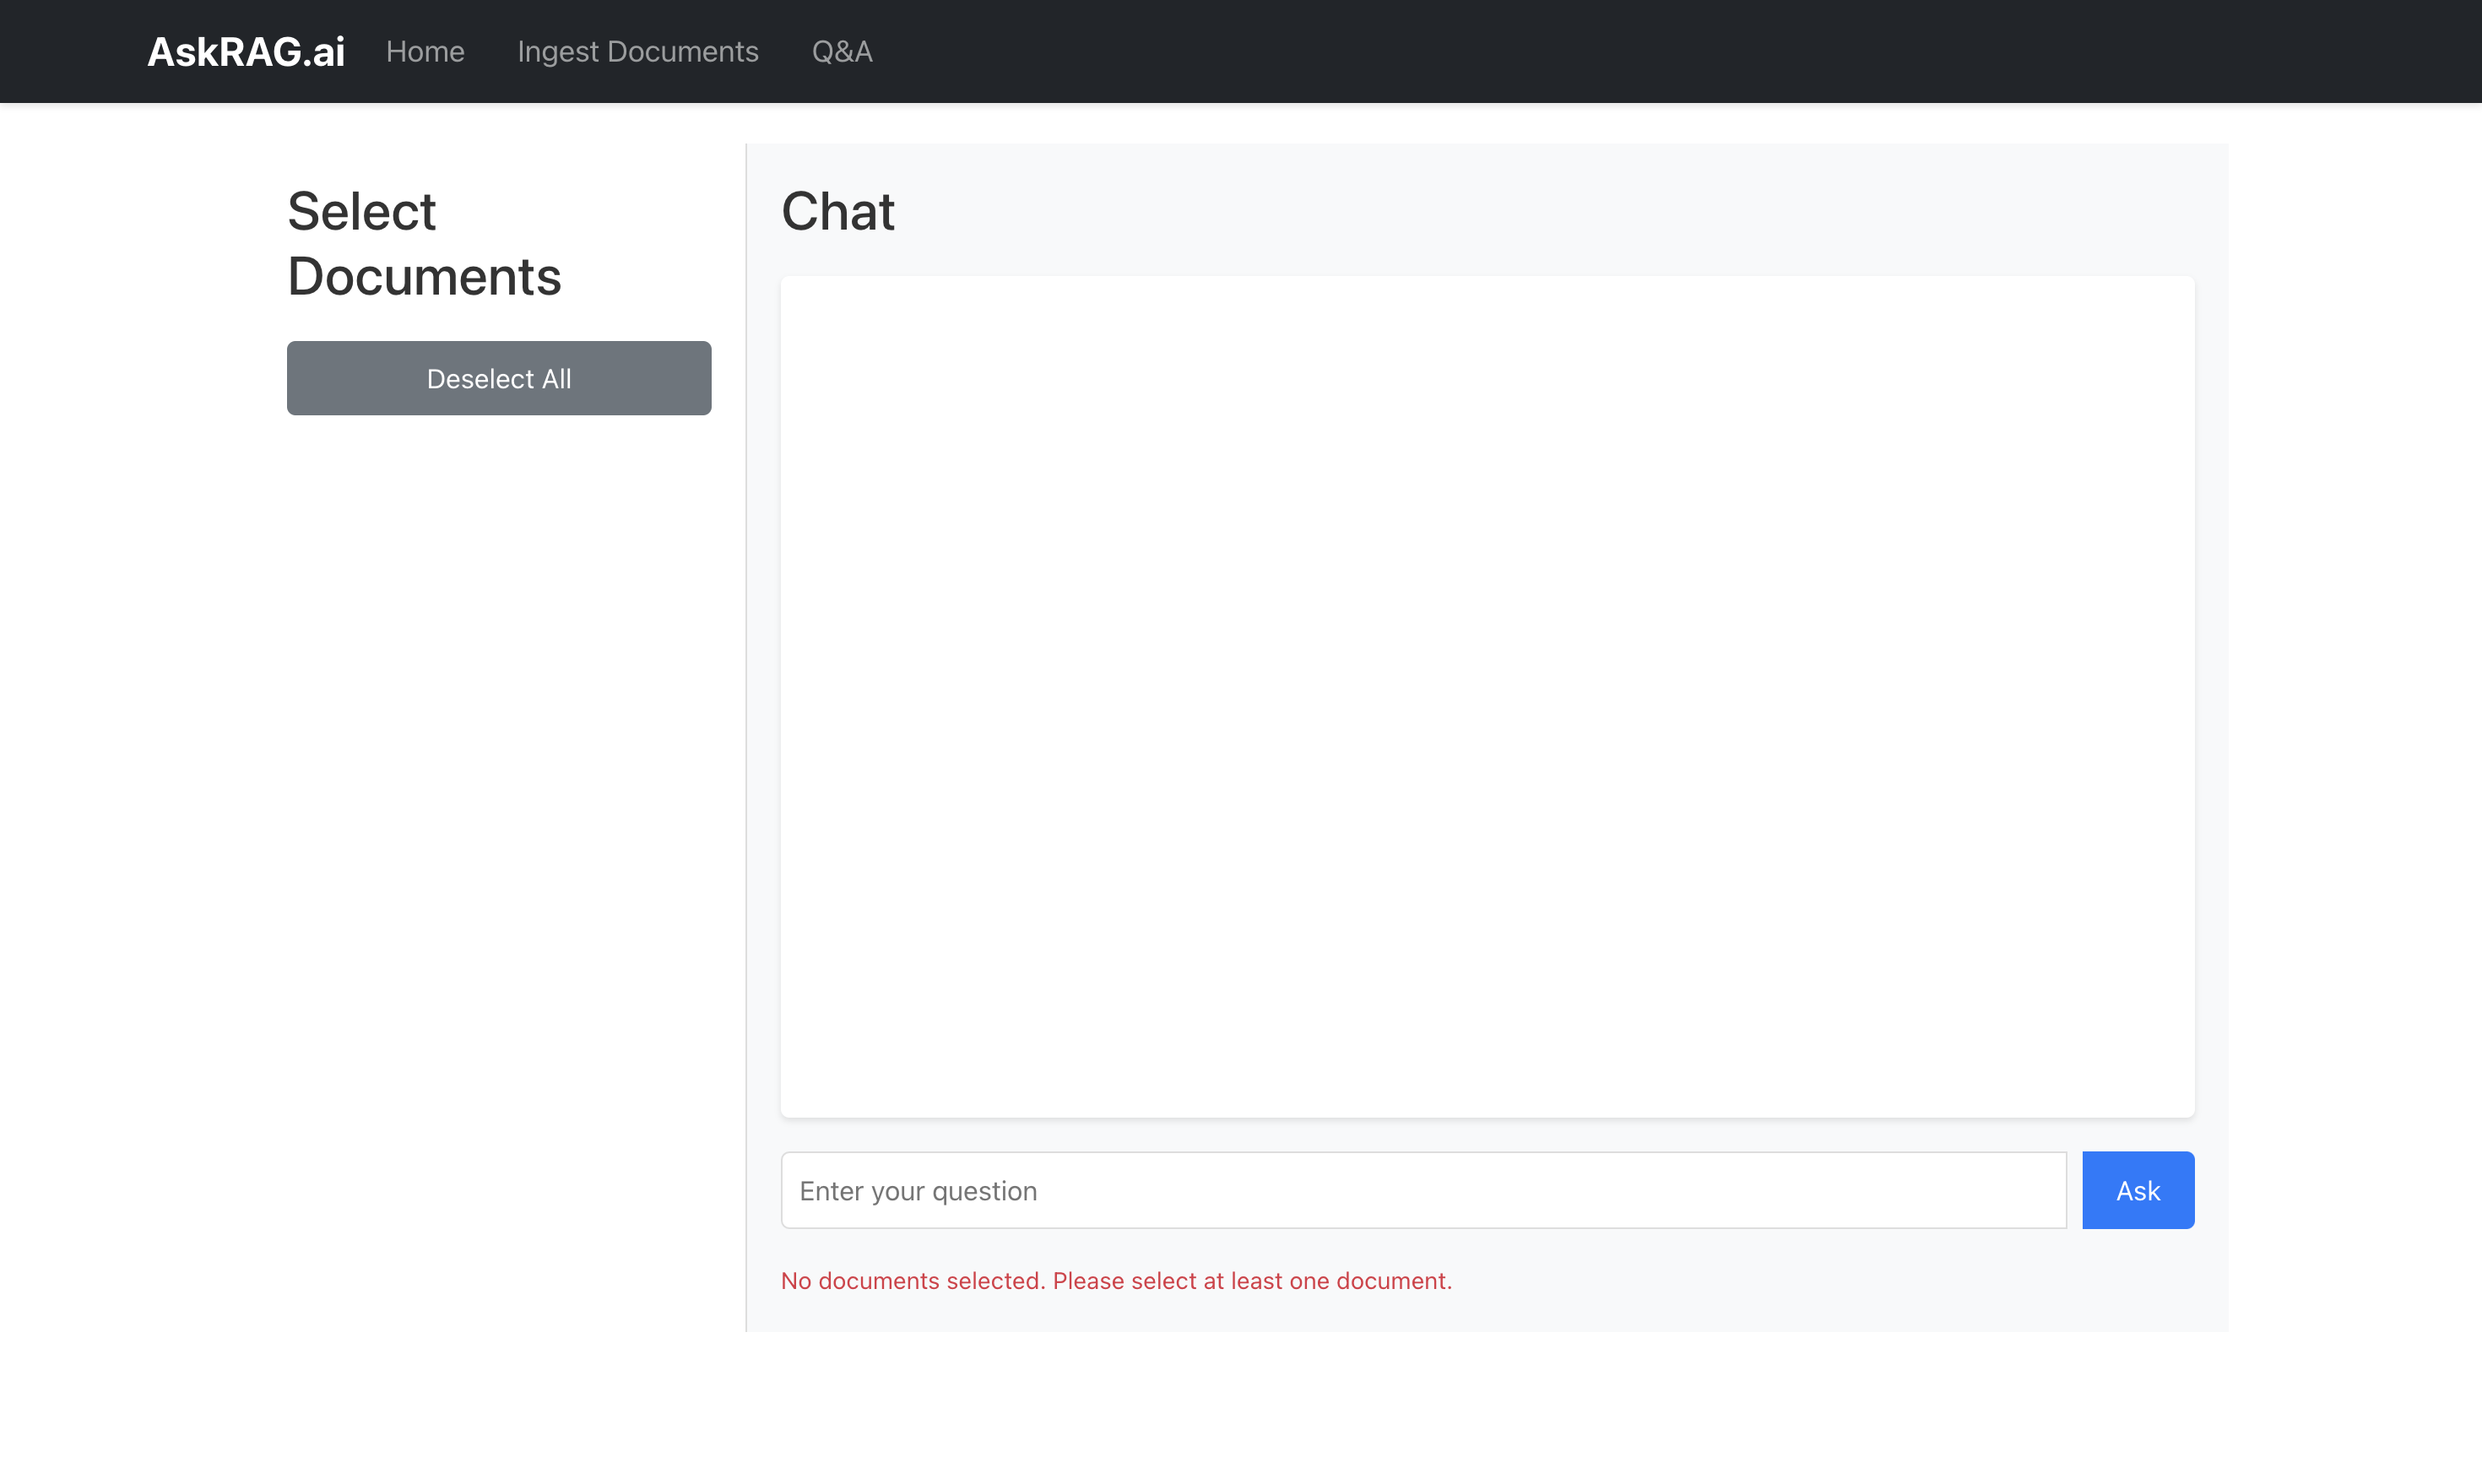 AskRAG.ai Home Ingest Documents Q&A
Select
Documents
Deselect All
Chat
Enter your question
Ask
No documents selected. Please select at least one document.